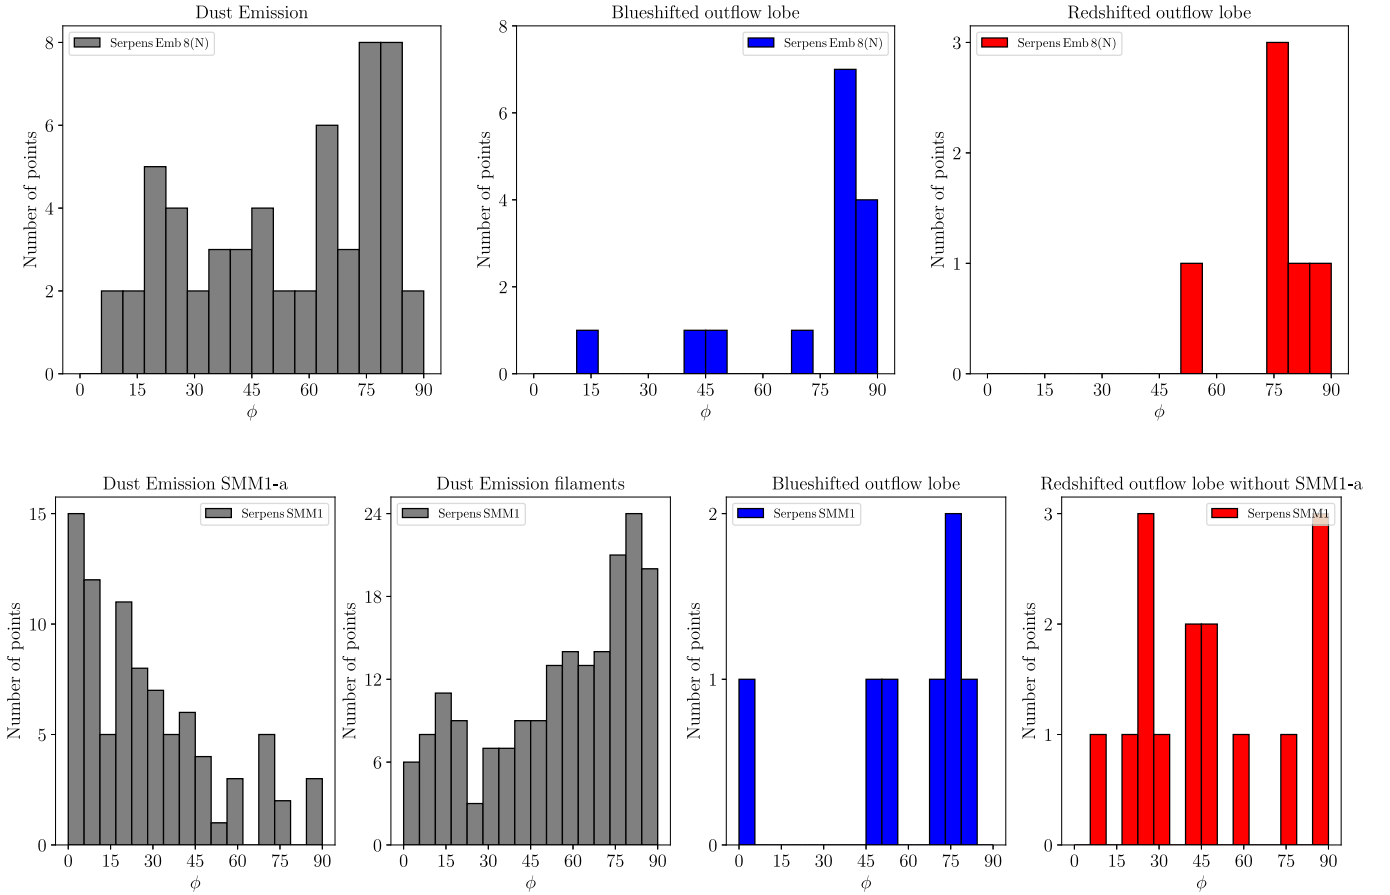 Dust Emission
Serpens Emb 8(N)
Number of points
8
6
4
2
0
0 15 30 45 60 75 90
ϕ
Blueshifted outflow lobe
Serpens Emb 8(N)
Number of points
8
6
4
2
0
0 15 30 45 60 75 90
ϕ
Redshifted outflow lobe
Serpens Emb 8(N)
Number of points
3
2
1
0
0 15 30 45 60 75 90
ϕ
Dust Emission SMM1-a
Serpens SMM1
Number of points
15
10
5
0
0 15 30 45 60 75 90
ϕ
Dust Emission filaments
Serpens SMM1
Number of points
24
18
12
6
0
0 15 30 45 60 75 90
ϕ
Blueshifted outflow lobe
Serpens SMM1
Number of points
2
1
0
0 15 30 45 60 75 90
ϕ
Redshifted outflow lobe without SMM1-a
Serpens SMM1
Number of points
3
2
1
0
0 15 30 45 60 75 90
ϕ